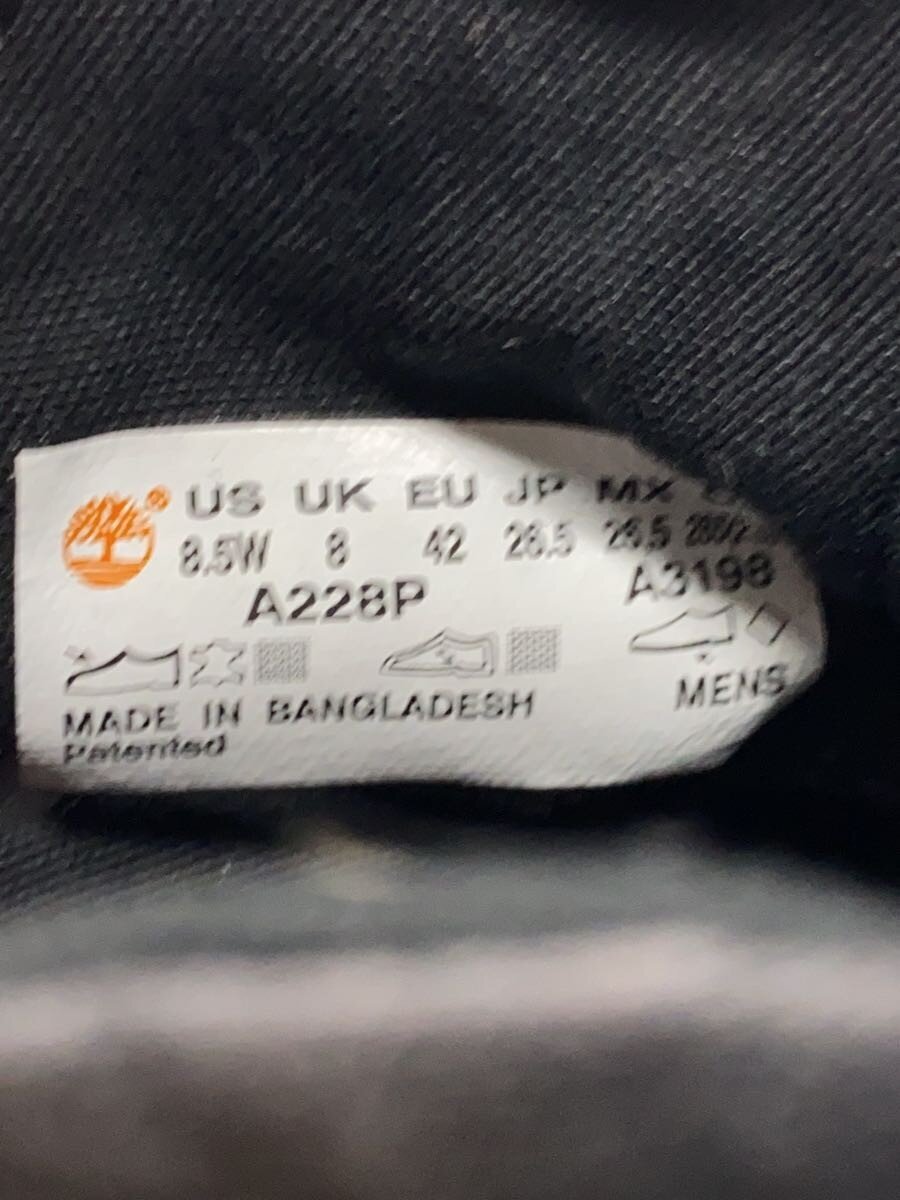 ® US UK EU JP MX
8.5W 8 42 26.5 26.5
A228P A3198
MADE IN BANGLADESH MENS
Patented